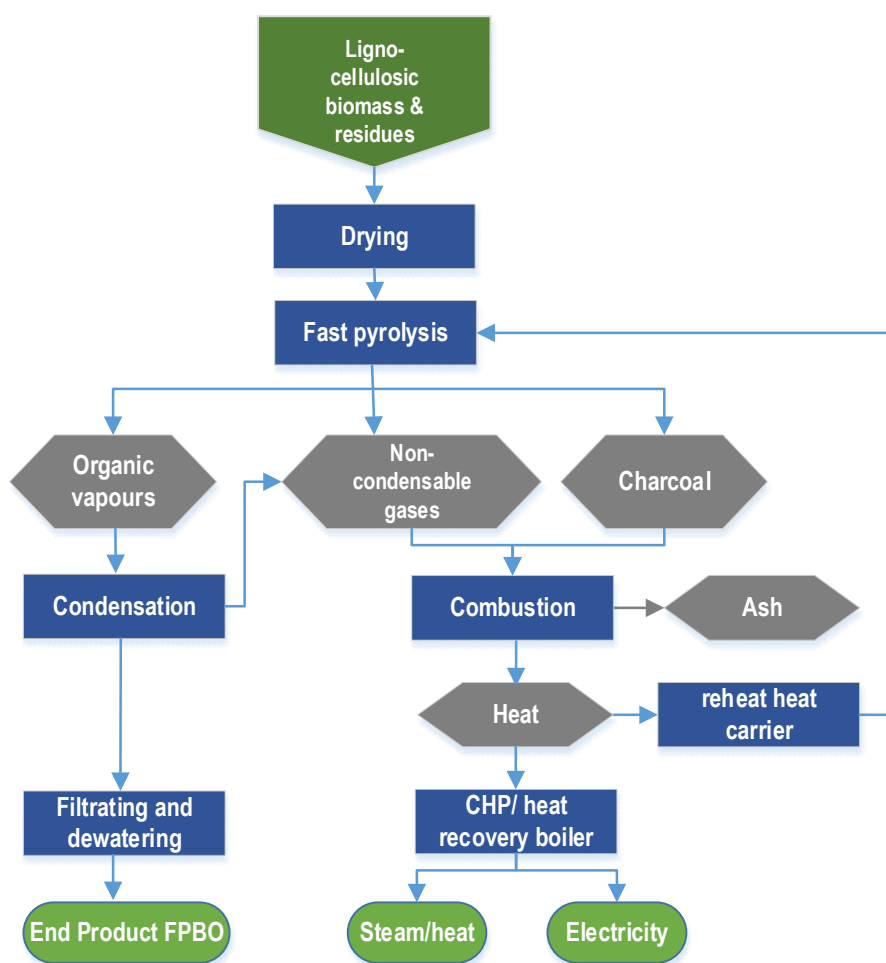 Ligno-
cellulosic
biomass &
residues
Drying
Fast pyrolysis
Organic
vapours
Non-
condensable
gases
Charcoal
Condensation
Combustion
Ash
Heat
reheat heat
carrier
Filtrating and
dewatering
CHP/ heat
recovery boiler
End Product FPBO
Steam/heat
Electricity